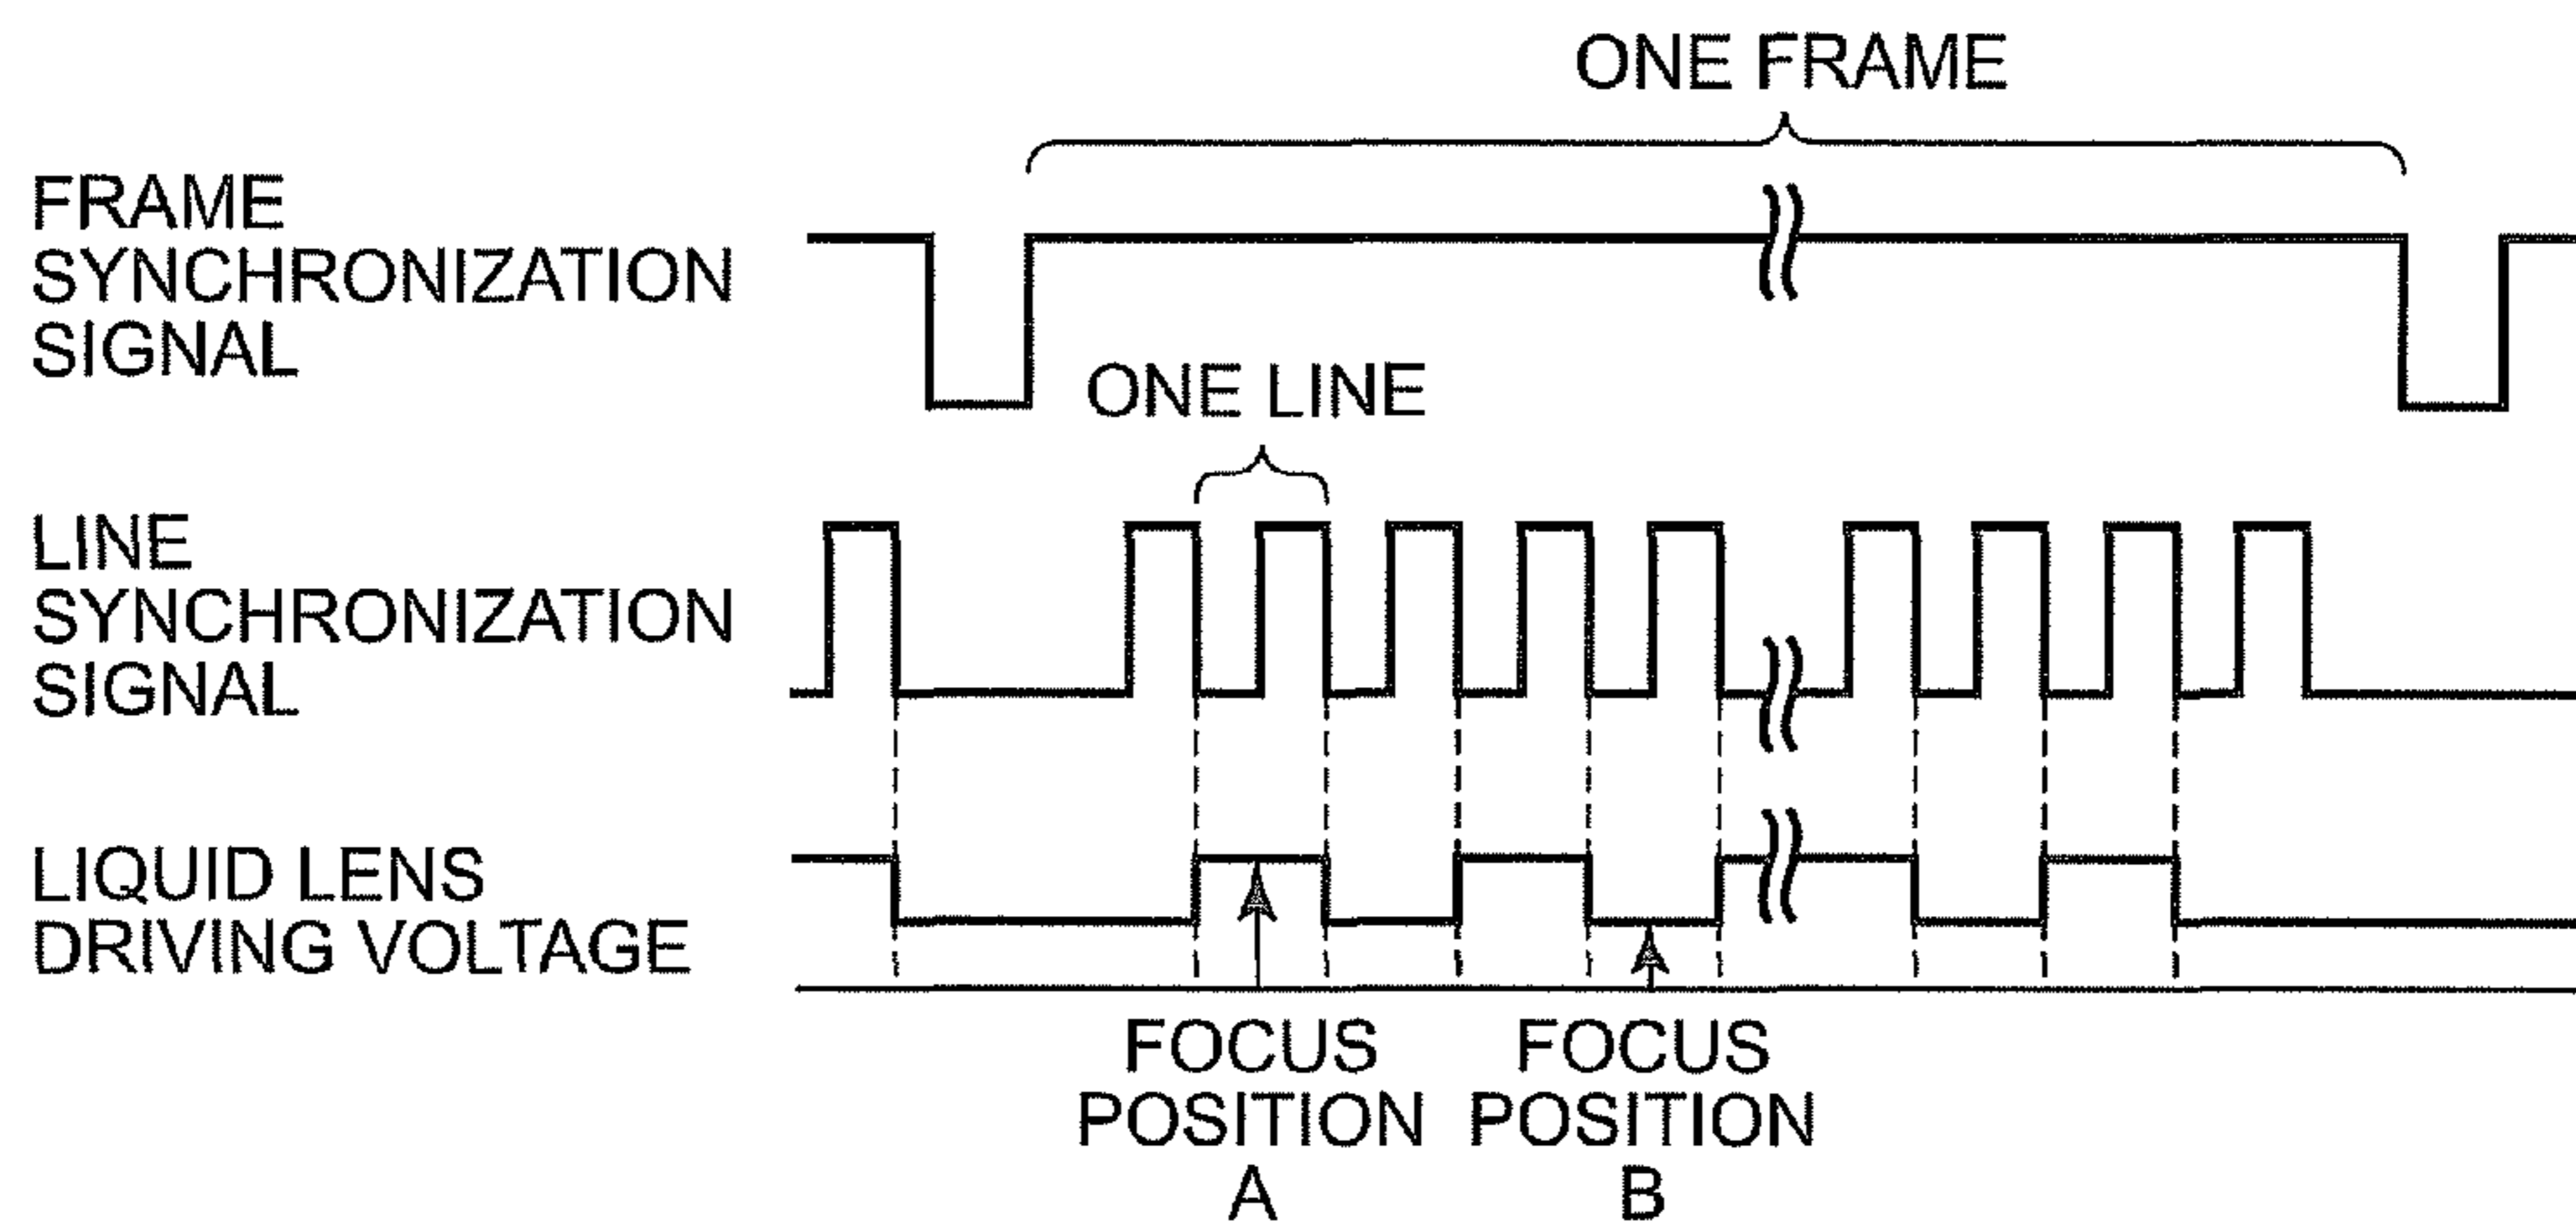 ONE FRAME
FRAME
SYNCHRONIZATION
SIGNAL
ONE LINE
LINE
SYNCHRONIZATION
SIGNAL
LIQUID LENS
DRIVING VOLTAGE
FOCUS
POSITION
A
FOCUS
POSITION
B